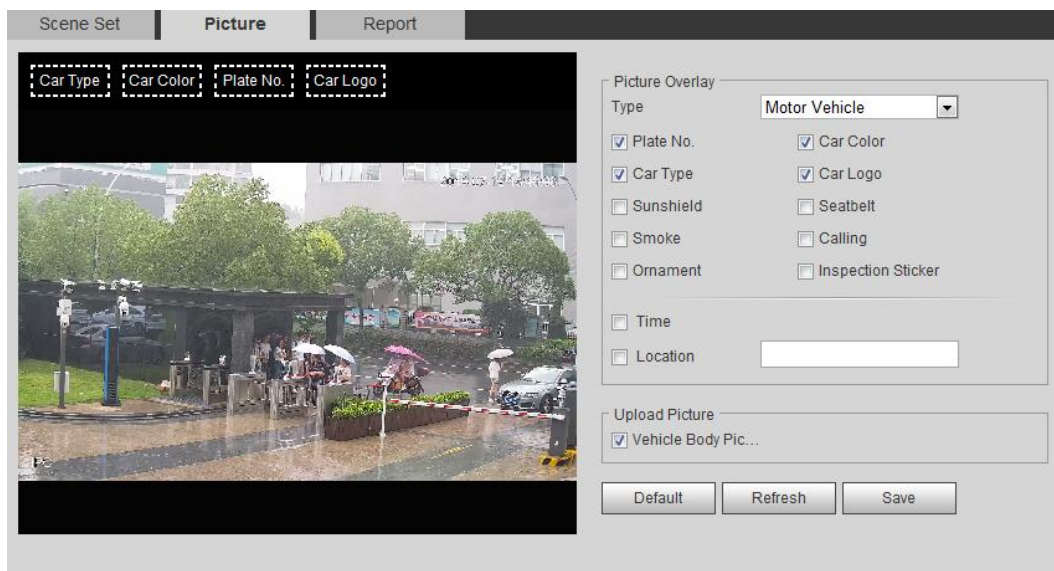 Scene Set Picture Report
Car Type Car Color Plate No. Car Logo
Picture Overlay
Type Motor Vehicle
Plate No. Car Color
Car Type Car Logo
Sunshield Seatbelt
Smoke Calling
Ornament Inspection Sticker
Time
Location
Upload Picture
Vehicle Body Pic...
Default Refresh Save